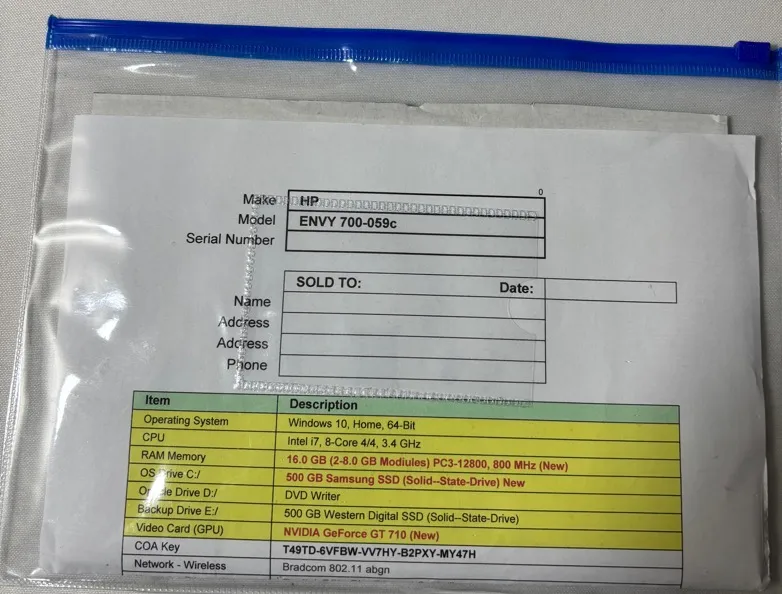 0
Make HP
Model ENVY 700-059c
Serial Number
SOLD TO: Date:
Name
Address
Address
Phone
Item Description
Operating System Windows 10, Home, 64-Bit
CPU Intel i7, 8-Core 4/4, 3.4 GHz
RAM Memory 16.0 GB (2-8.0 GB Modiules) PC3-12800, 800 MHz (New)
OS Drive C:/ 500 GB Samsung SSD (Solid--State-Drive) New
Drive D:/ DVD Writer
Backup Drive E:/ 500 GB Western Digital SSD (Solid--State-Drive)
Video Card (GPU) NVIDIA GeForce GT 710 (New)
COA Key T49TD-6VFBW-VV7HY-B2PXY-MY47H
Network - Wireless Bradcom 802.11 abgn